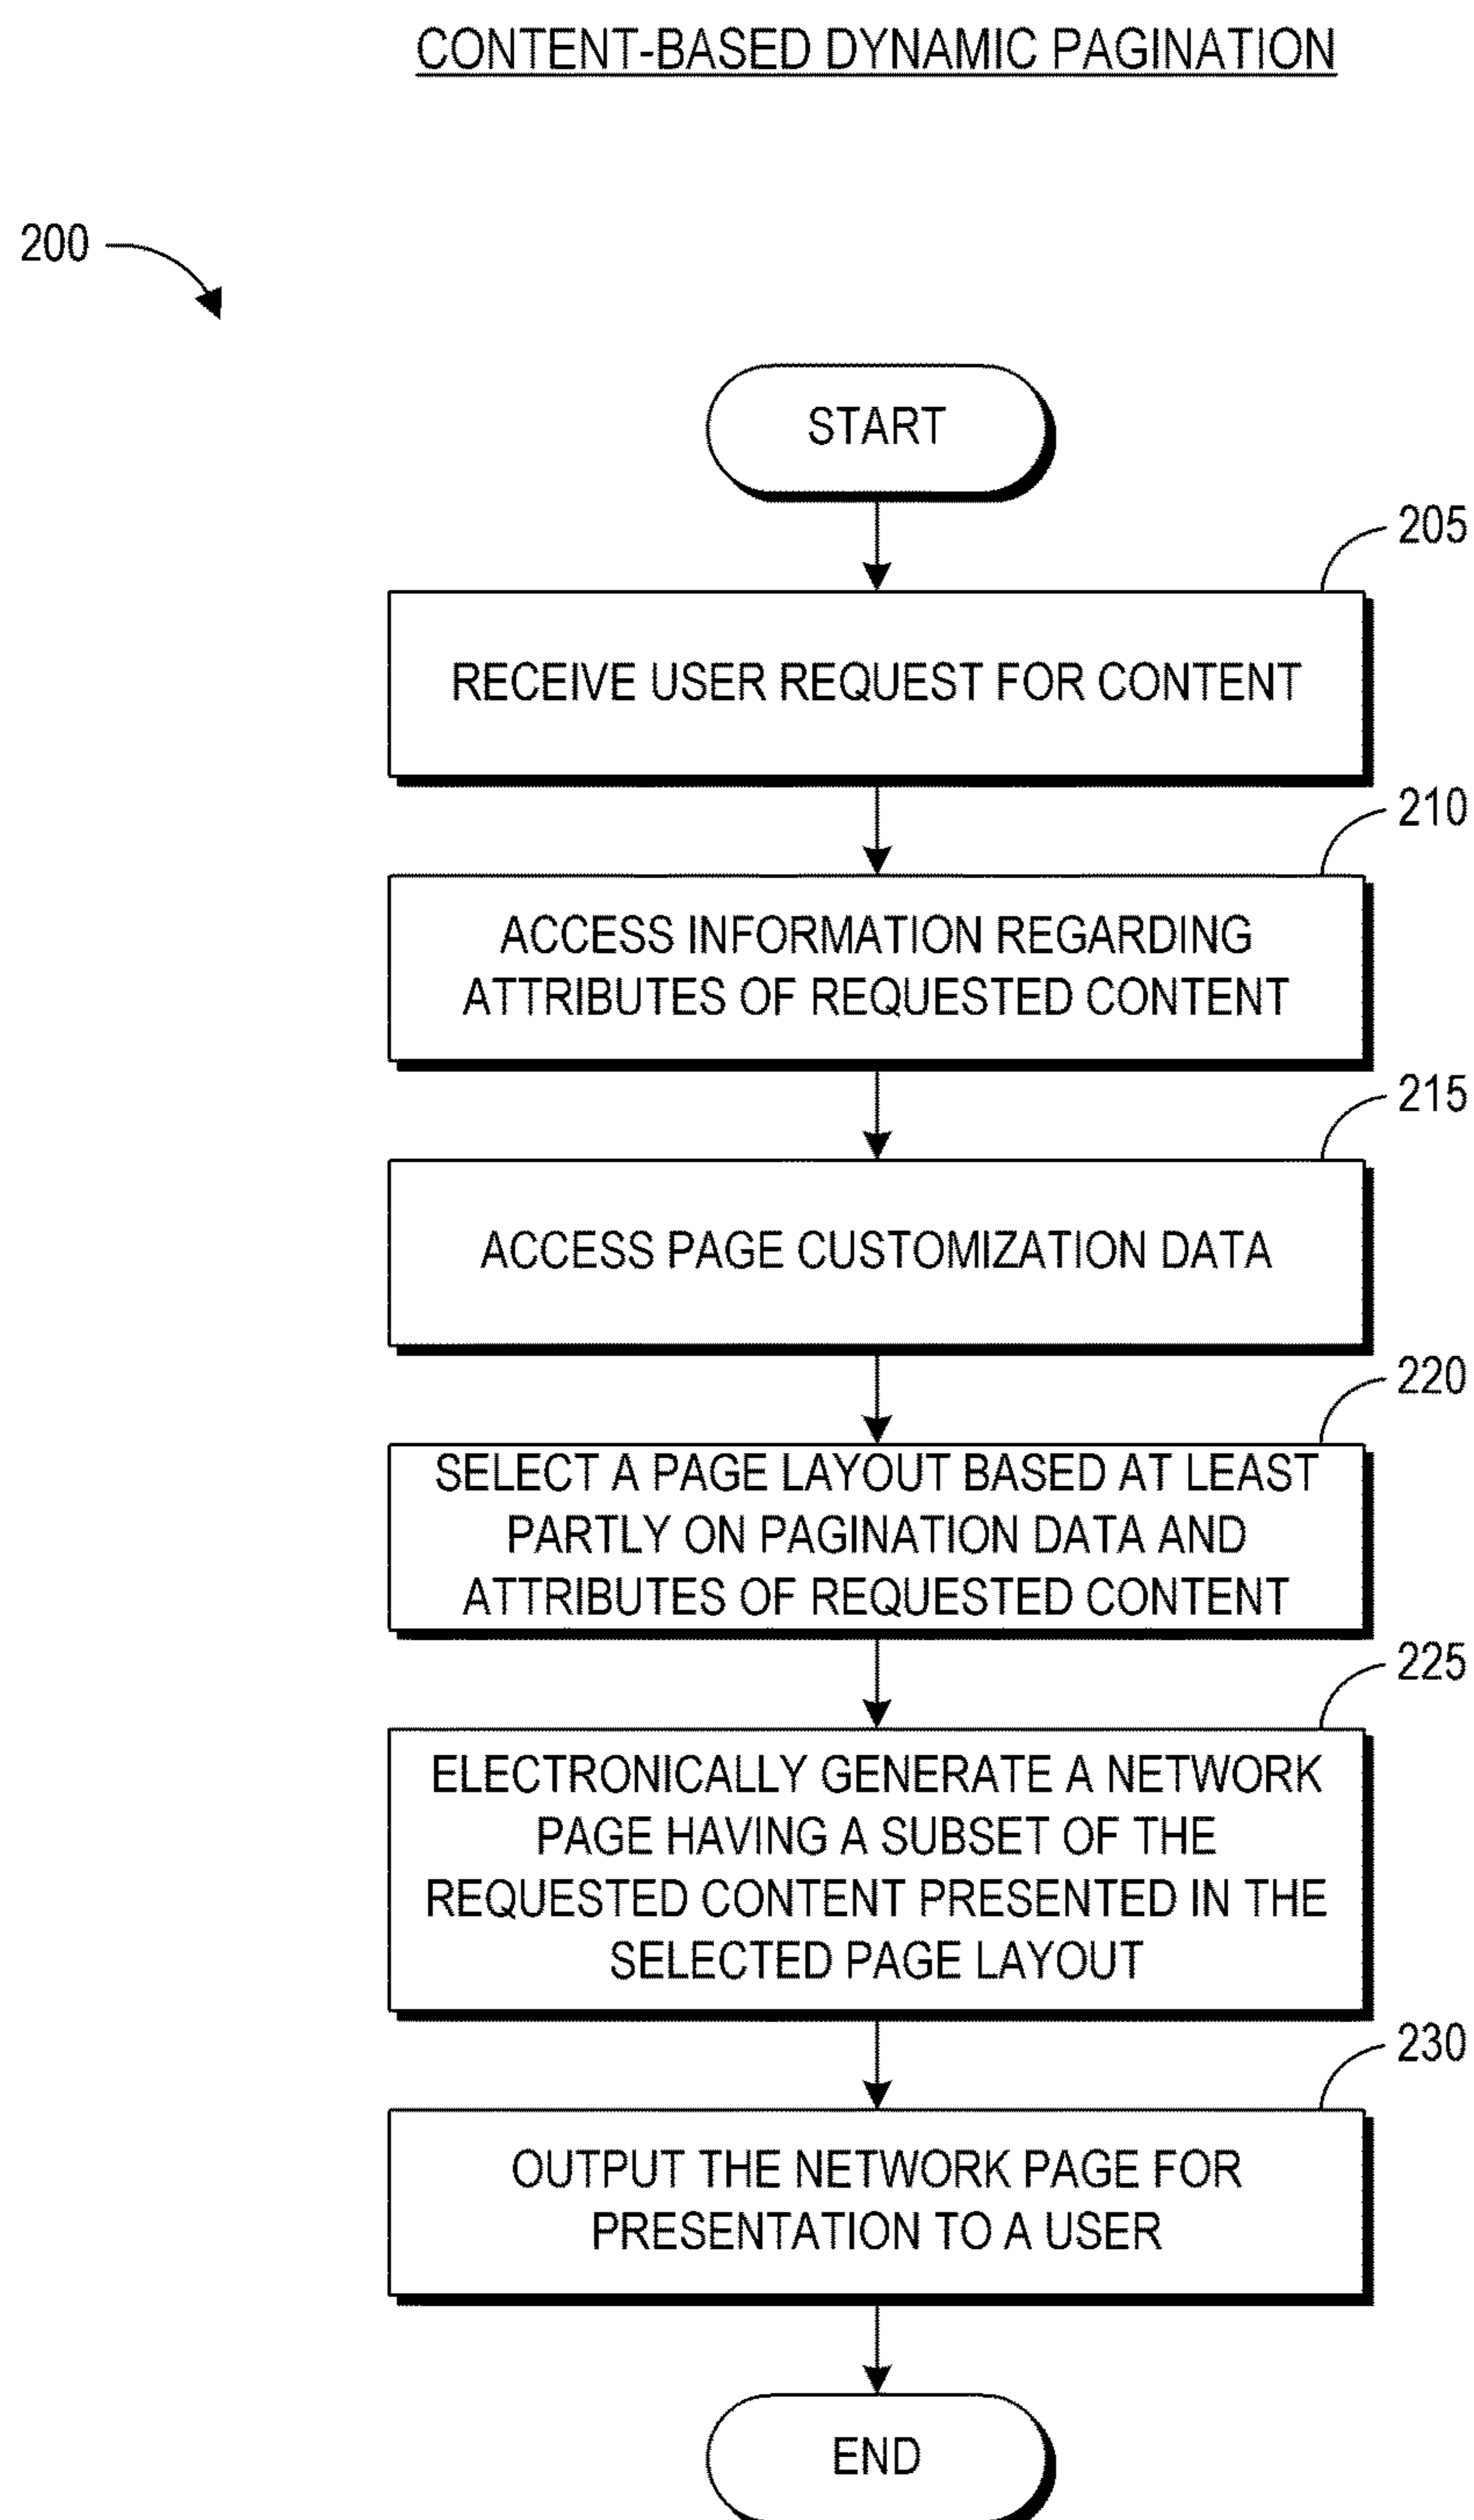 CONTENT-BASED DYNAMIC PAGINATION
200
START
205
RECEIVE USER REQUEST FOR CONTENT
210
ACCESS INFORMATION REGARDING
ATTRIBUTES OF REQUESTED CONTENT
215
ACCESS PAGE CUSTOMIZATION DATA
220
SELECT A PAGE LAYOUT BASED AT LEAST
PARTLY ON PAGINATION DATA AND
ATTRIBUTES OF REQUESTED CONTENT
225
ELECTRONICALLY GENERATE A NETWORK
PAGE HAVING A SUBSET OF THE
REQUESTED CONTENT PRESENTED IN THE
SELECTED PAGE LAYOUT
230
OUTPUT THE NETWORK PAGE FOR
PRESENTATION TO A USER
END